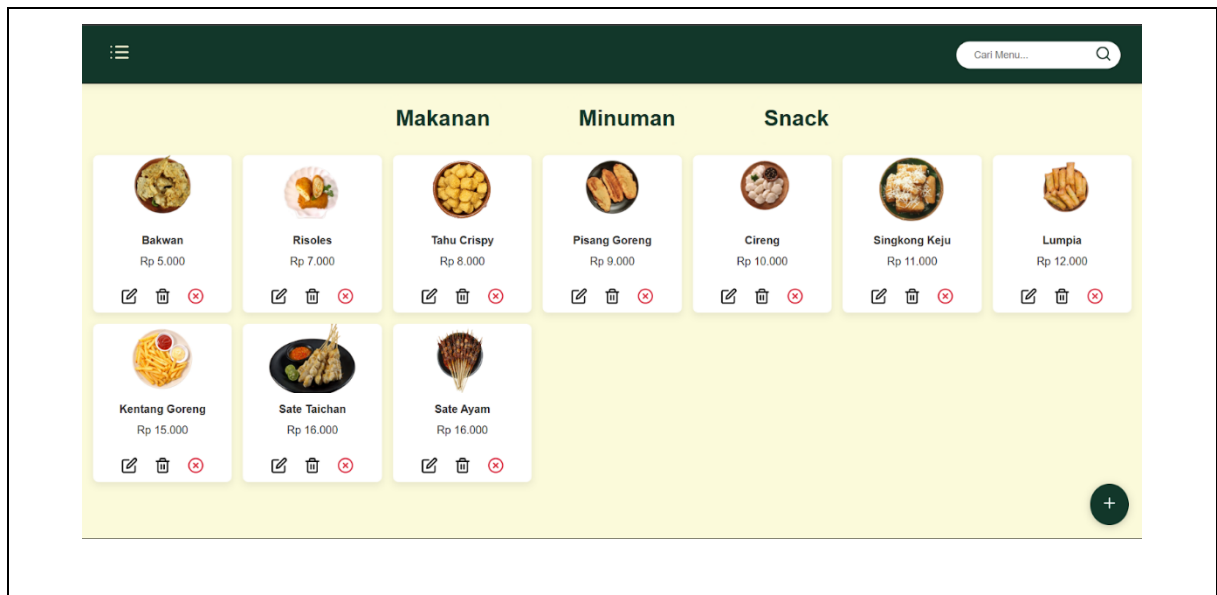 Cari Menu...
Makanan Minuman Snack
Bakwan Risoles Tahu Crispy Pisang Goreng Cireng Singkong Keju Lumpia
Rp 5.000 Rp 7.000 Rp 8.000 Rp 9.000 Rp 10.000 Rp 11.000 Rp 12.000
Kentang Goreng Sate Taichan Sate Ayam
Rp 15.000 Rp 16.000 Rp 16.000